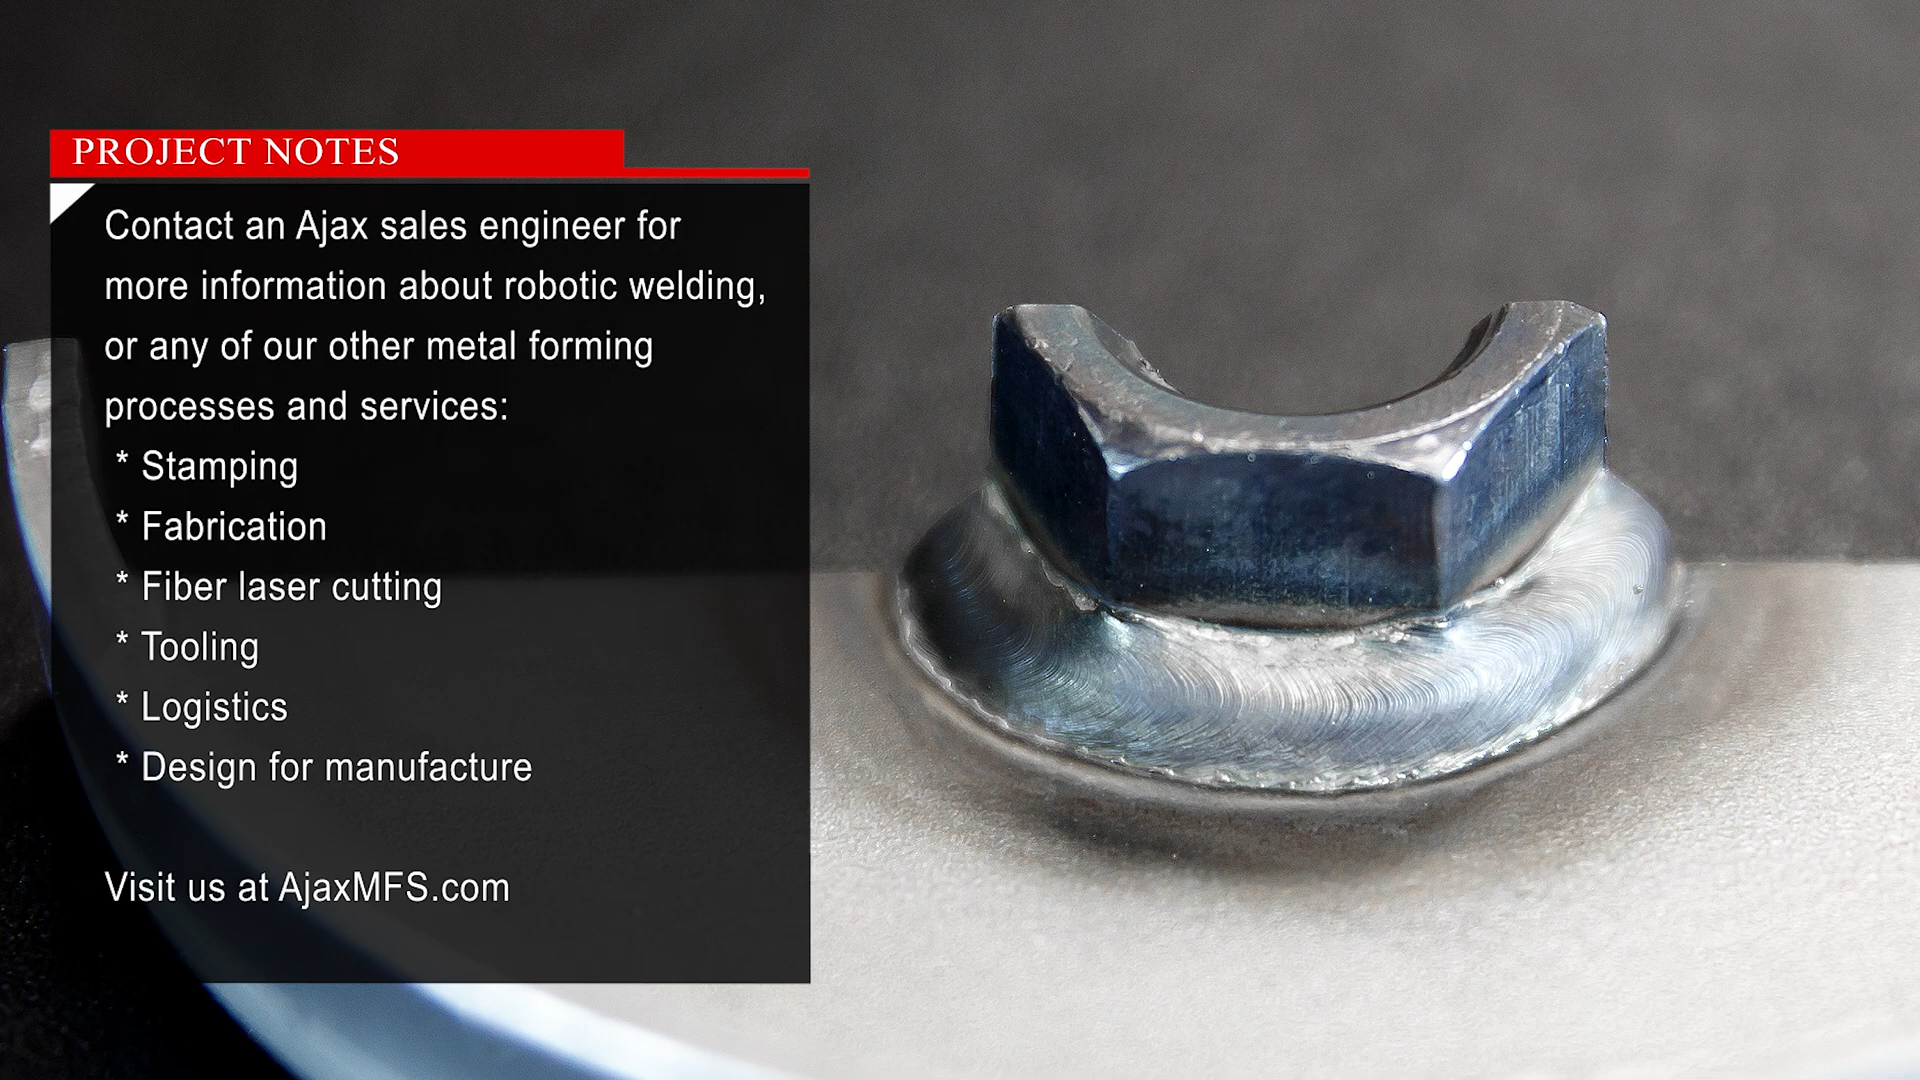 PROJECT NOTES
Contact an Ajax sales engineer for
more information about robotic welding,
or any of our other metal forming
processes and services:
* Stamping
* Fabrication
* Fiber laser cutting
* Tooling
* Logistics
* Design for manufacture
Visit us at AjaxMFS.com